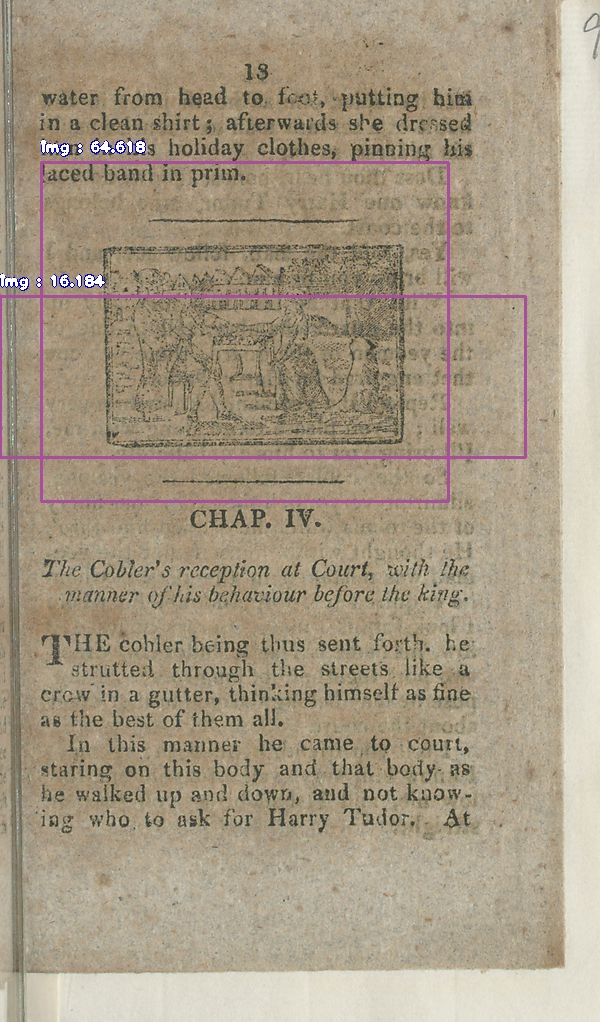 13
water from head to foot, putting him
in a clean shirt; afterwards she dressed
Img : 64.618
his holiday clothes, pinning his
laced band in prim.
Img : 16.184
CHAP. IV.
The Cobler's reception at Court, with the
manner of his behaviour before the king.
THE cobler being thus sent forth. he
strutted through the streets like a
crow in a gutter, thinking himself as fine
as the best of them all.
In this manner he came to court,
staring on this body and that body as
he walked up and down, and not know-
ing who to ask for Harry Tudor. At